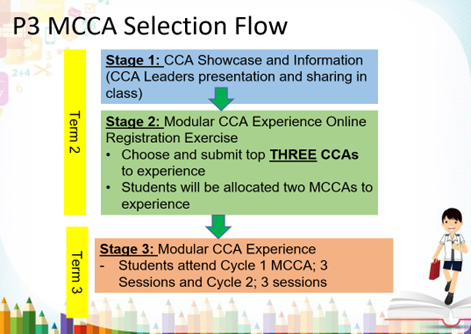 P3 MCCA Selection Flow
Term 2
Stage 1: CCA Showcase and Information
(CCA Leaders presentation and sharing in
class)
Stage 2: Modular CCA Experience Online
Registration Exercise
• Choose and submit top THREE CCAs
to experience
• Students will be allocated two MCCAs to
experience
Term 3
Stage 3: Modular CCA Experience
- Students attend Cycle 1 MCCA; 3
Sessions and Cycle 2; 3 sessions